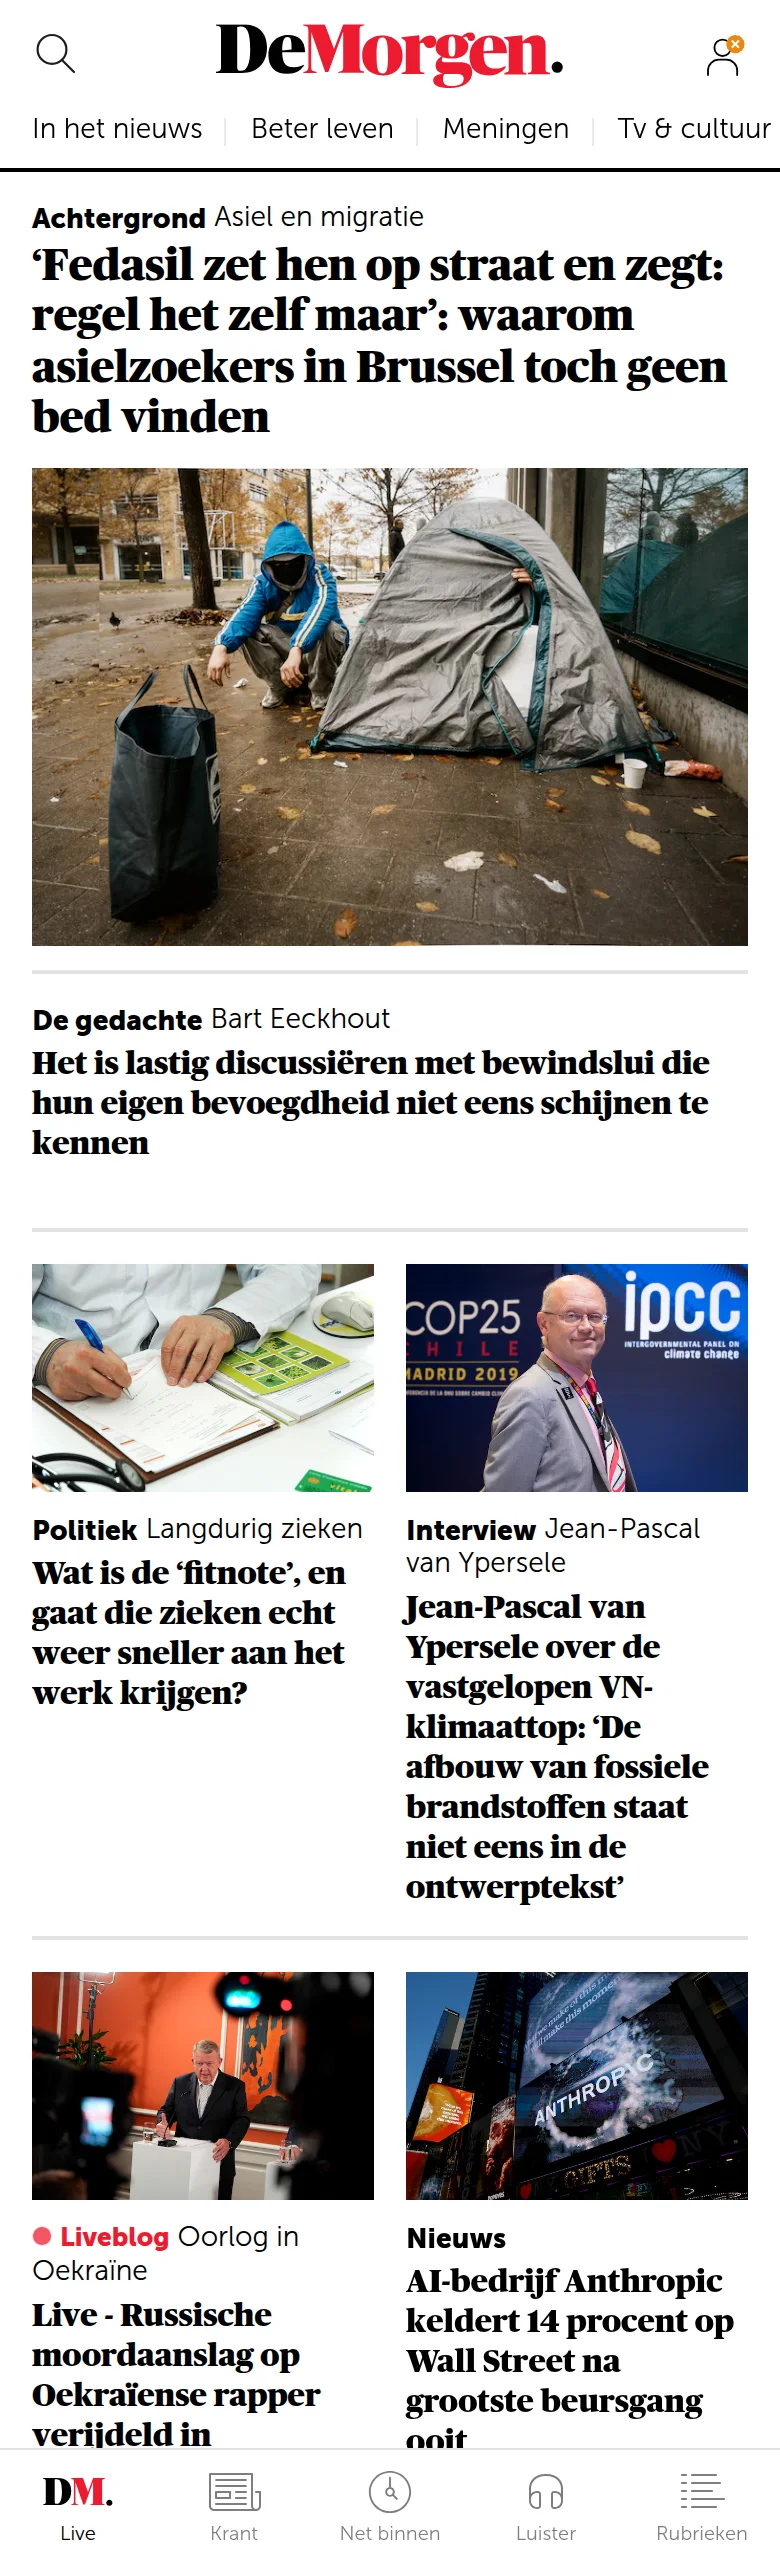 DeMorgen.
In het nieuws
Beter leven
Meningen
Tv & cultuur
Achtergrond Asiel en migratie
‘Fedasil zet hen op straat en zegt:
regel het zelf maar’: waarom
asielzoekers in Brussel toch geen
bed vinden
De gedachte Bart Eeckhout
Het is lastig discussiëren met bewindslui die
hun eigen bevoegdheid niet eens schijnen te
kennen
COP25
CHILE
MADRID 2019
ipcc
INTERGOVERNMENTAL PANEL ON
climate change
Politiek Langdurig zieken
Wat is de ‘fitnote’, en
gaat die zieken echt
weer sneller aan het
werk krijgen?
Interview Jean-Pascal
van Ypersele
Jean-Pascal van
Ypersele over de
vastgelopen VN-
klimaattop: ‘De
afbouw van fossiele
brandstoffen staat
niet eens in de
ontwerptekst’
ANTHROPIC
GIFTS
NY.
Liveblog Oorlog in
Oekraïne
Live - Russische
moordaanslag op
Oekraïense rapper
verijdeld in
Nieuws
AI-bedrijf Anthropic
keldert 14 procent op
Wall Street na
grootste beursgang
ooit
DM.
Live
Krant
Net binnen
Luister
Rubrieken